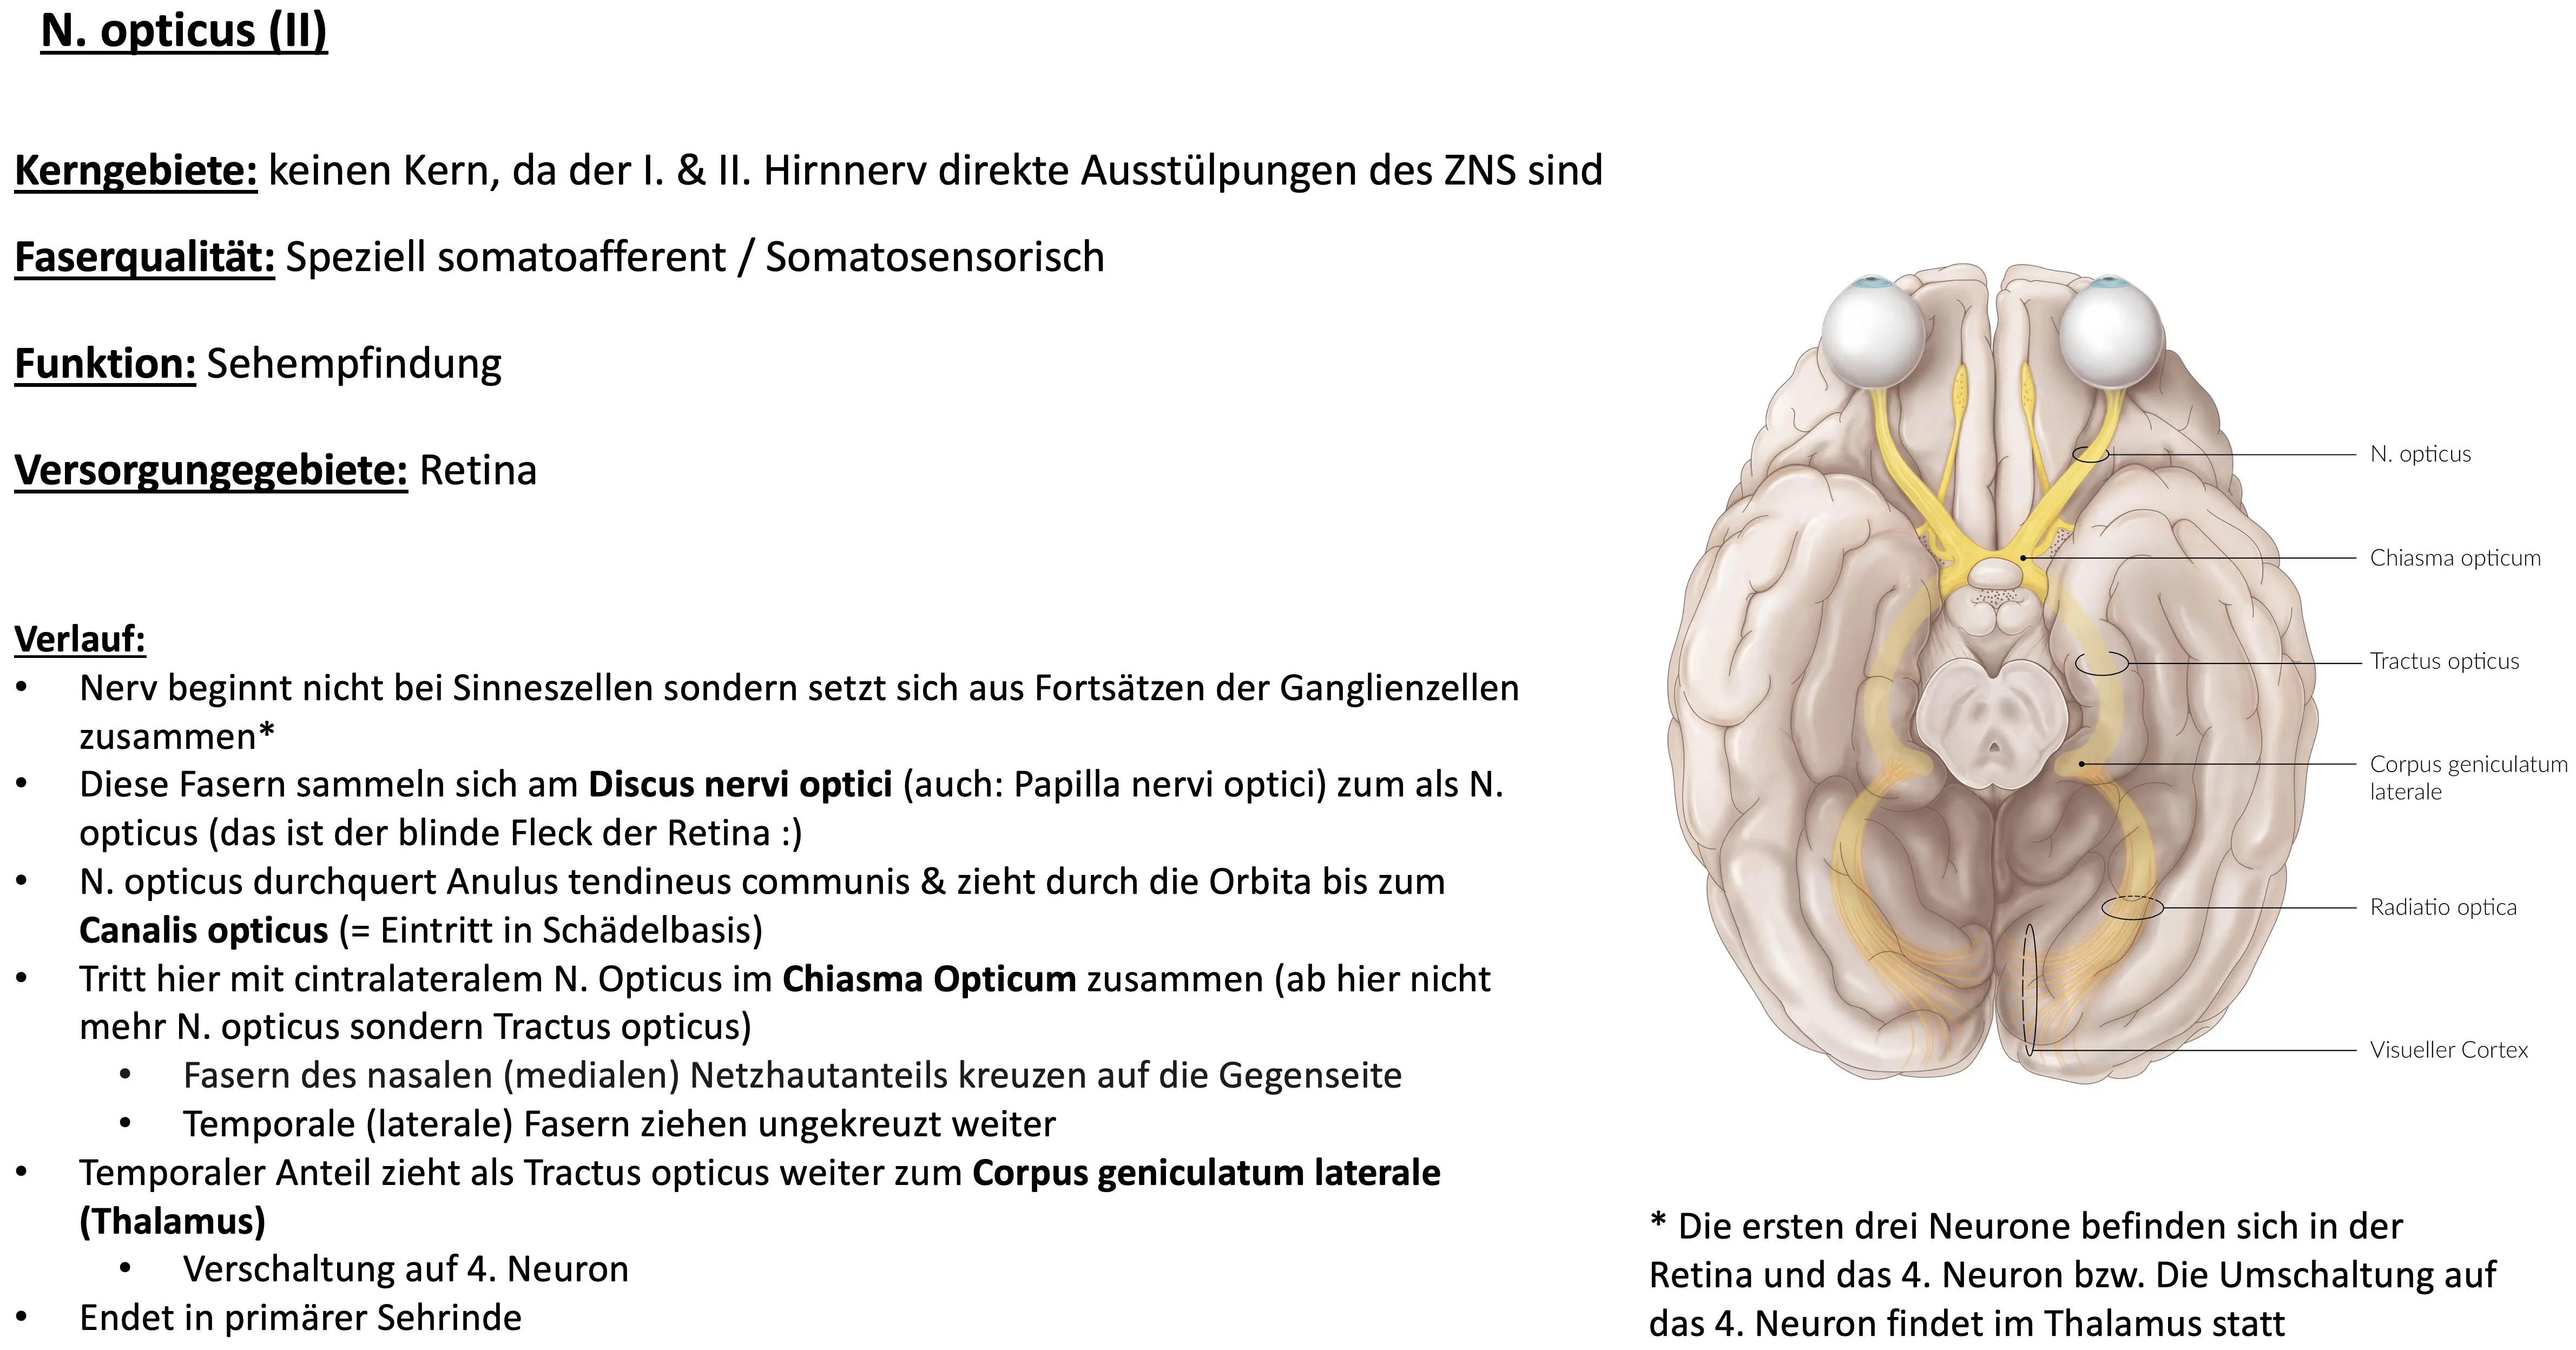 N. opticus (II)
Kerngebiete: keinen Kern, da der I. & II. Hirnnerv direkte Ausstülpungen des ZNS sind
Faserqualität: Speziell somatoafferent / Somatosensorisch
Funktion: Sehempfindung
Versorgungegebiete: Retina
Verlauf:
• Nerv beginnt nicht bei Sinneszellen sondern setzt sich aus Fortsätzen der Ganglienzellen
zusammen*
• Diese Fasern sammeln sich am Discus nervi optici (auch: Papilla nervi optici) zum als N.
opticus (das ist der blinde Fleck der Retina :)
• N. opticus durchquert Anulus tendineus communis & zieht durch die Orbita bis zum
Canalis opticus (= Eintritt in Schädelbasis)
• Tritt hier mit cintralateralem N. Opticus im Chiasma Opticum zusammen (ab hier nicht
mehr N. opticus sondern Tractus opticus)
• Fasern des nasalen (medialen) Netzhautanteils kreuzen auf die Gegenseite
• Temporale (laterale) Fasern ziehen ungekreuzt weiter
• Temporaler Anteil zieht als Tractus opticus weiter zum Corpus geniculatum laterale
(Thalamus)
• Verschaltung auf 4. Neuron
• Endet in primärer Sehrinde
N. opticus
Chiasma opticum
Tractus opticus
Corpus geniculatum
laterale
Radiatio optica
Visueller Cortex
* Die ersten drei Neurone befinden sich in der
Retina und das 4. Neuron bzw. Die Umschaltung auf
das 4. Neuron findet im Thalamus statt